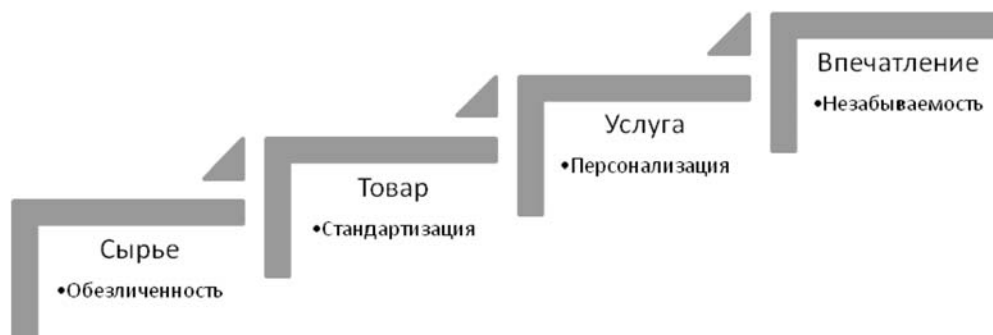 Впечатление
•Незабываемость
Услуга
•Персонализация
Товар
•Стандартизация
Сырье
•Обезличенность